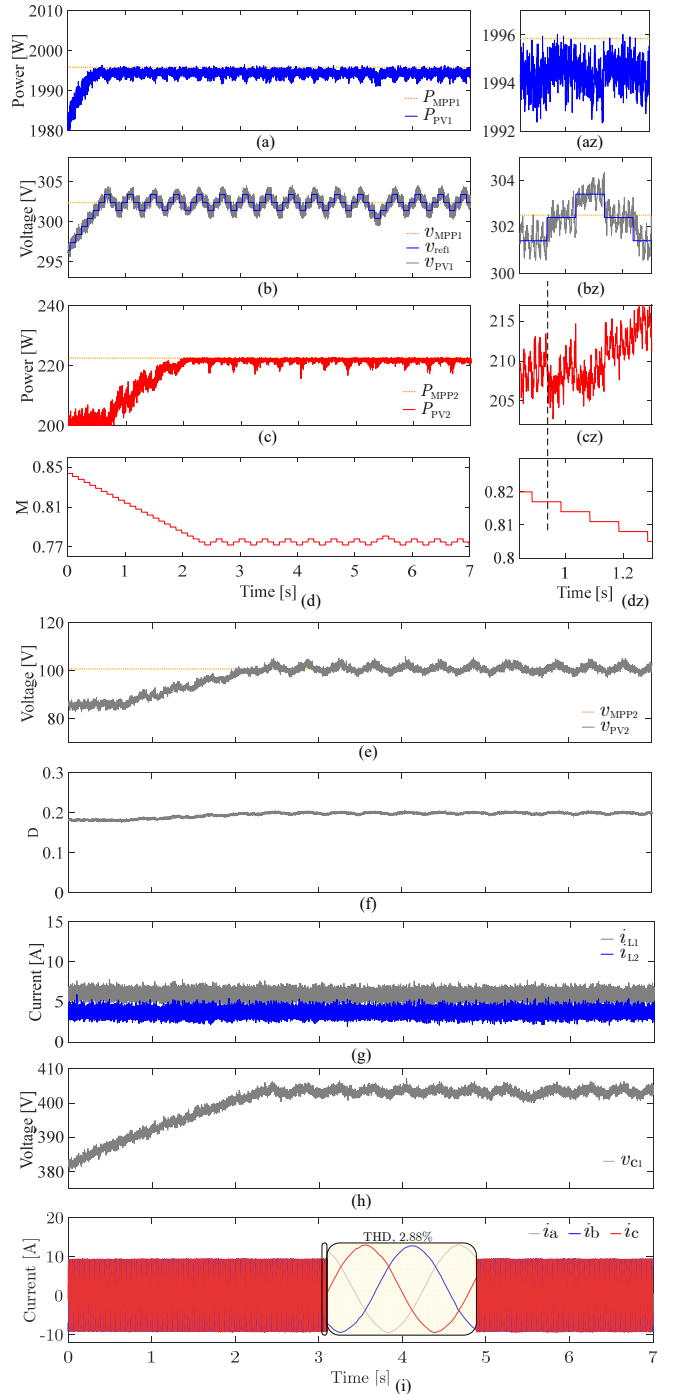 2010
2000
1990
1980
Power [W]
P_MPP1
P_PV1
(a)
1996
1994
1992
(az)
305
300
295
Voltage [V]
v_MPP1
v_ref1
v_PV1
(b)
304
302
300
(bz)
240
220
200
Power [W]
P_MPP2
P_PV2
(c)
215
210
205
(cz)
0.85
0.81
0.77
M
0 1 2 3 4 5 6 7
Time [s]
(d)
0.82
0.81
0.8
1 1.2
Time [s]
(dz)
120
100
80
Voltage [V]
v_MPP2
v_PV2
(e)
0.3
0.2
0.1
0
D
(f)
15
10
5
0
Current [A]
i_L1
i_L2
(g)
410
400
390
380
Voltage [V]
v_C1
(h)
20
10
0
-10
Current [A]
THD, 2.88%
i_a i_b i_c
0 1 2 3 4 5 6 7
Time [s]
(i)